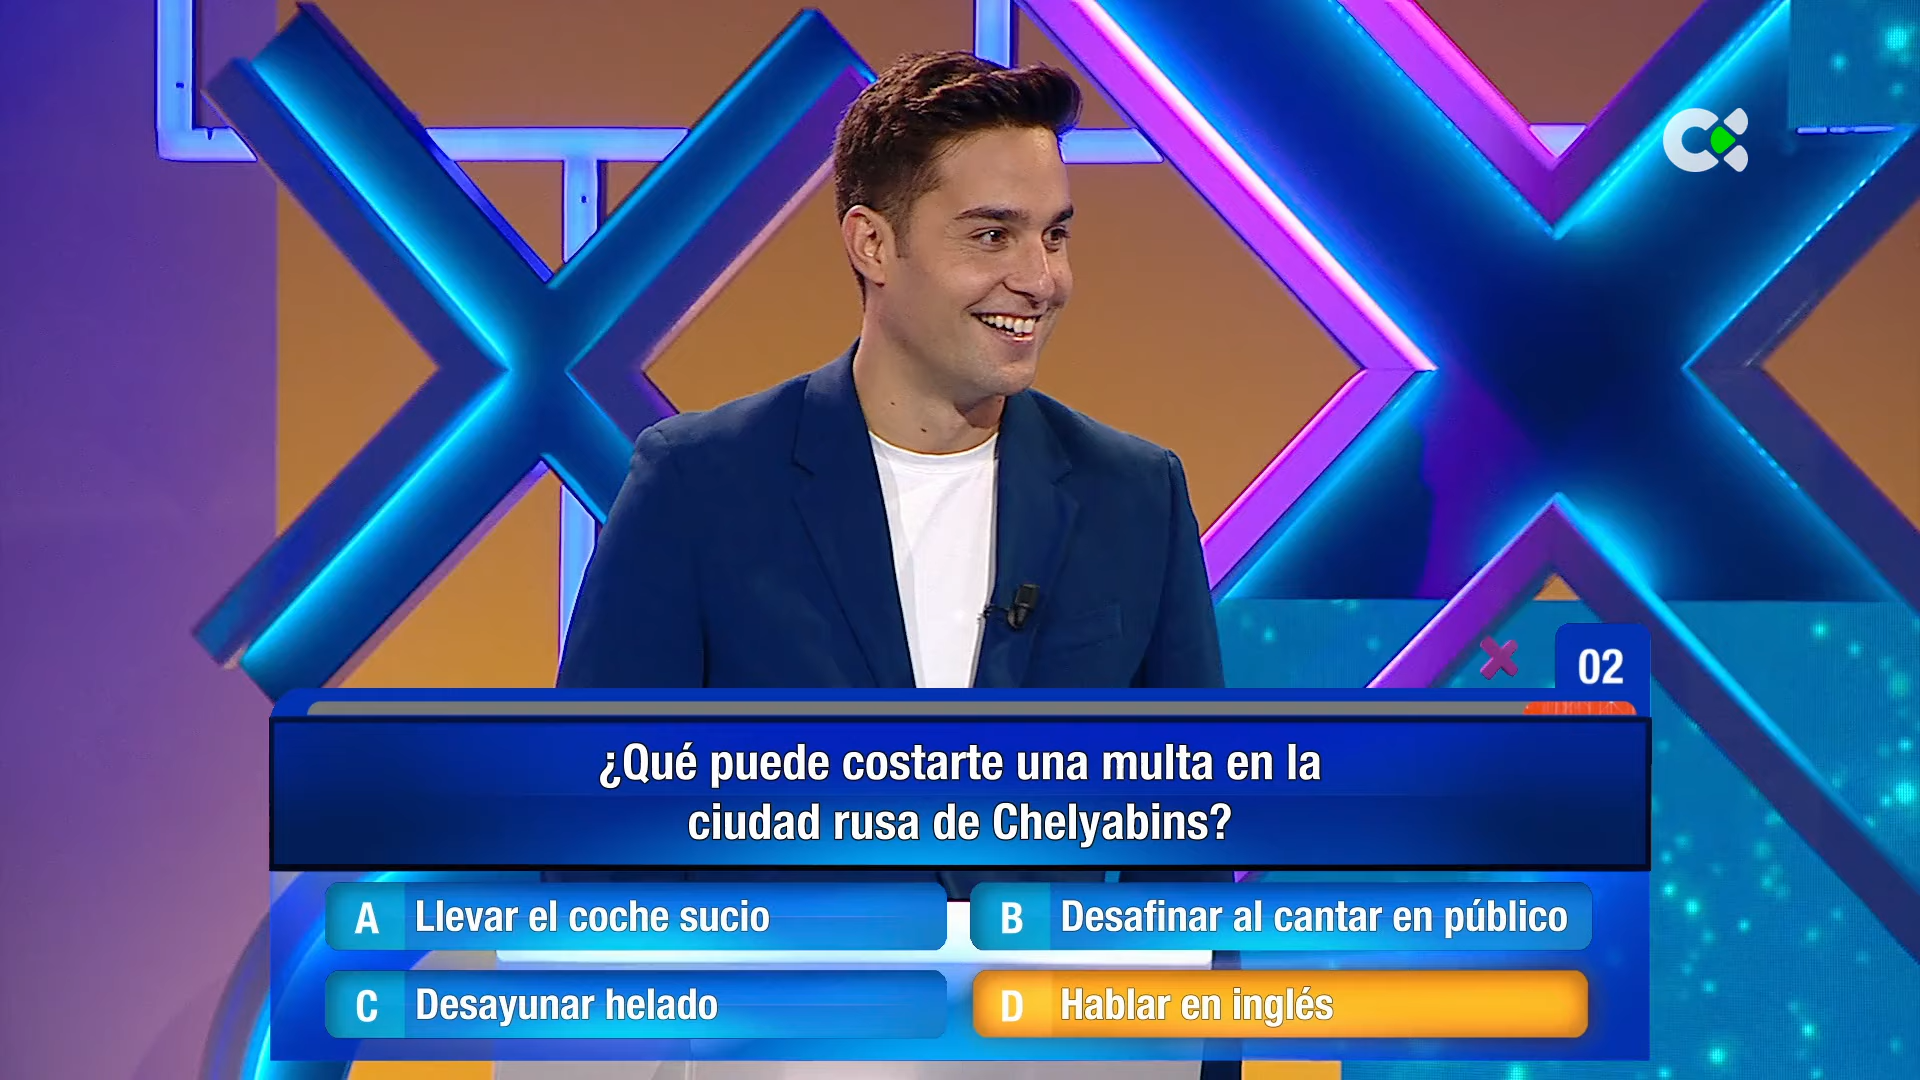 02
¿Qué puede costarte una multa en la
ciudad rusa de Chelyabins?
A Llevar el coche sucio
B Desafinar al cantar en público
C Desayunar helado
D Hablar en inglés